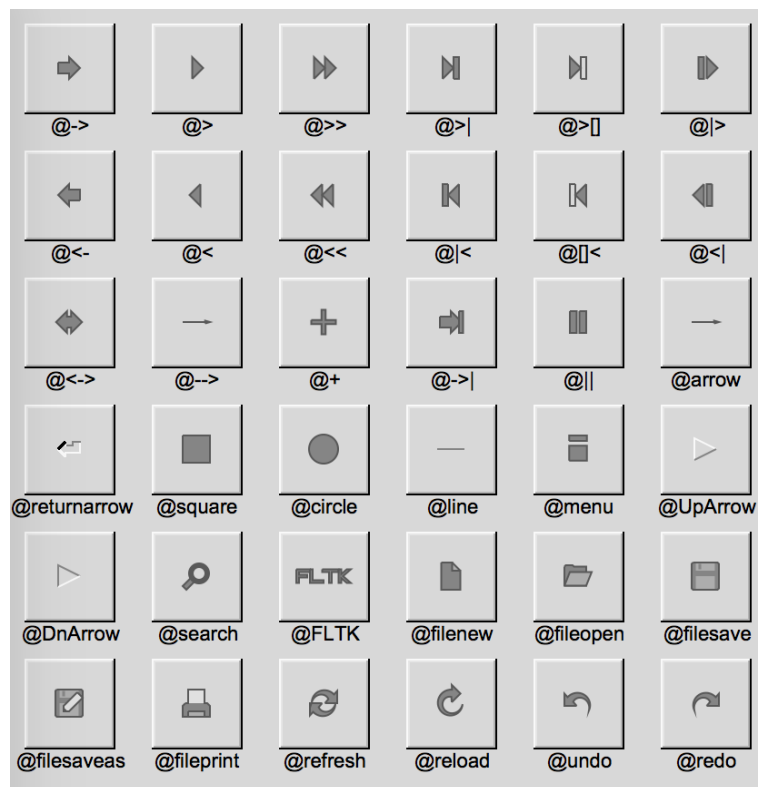 @-> @> @>> @>| @>[] @|>
@<- @< @<< @|< @[]< @<|
@<-> @--> @+ @->| @|| @arrow
@returnarrow @square @circle @line @menu @UpArrow
FLTK
@DnArrow @search @FLTK @filenew @fileopen @filesave
@filesaveas @fileprint @refresh @reload @undo @redo